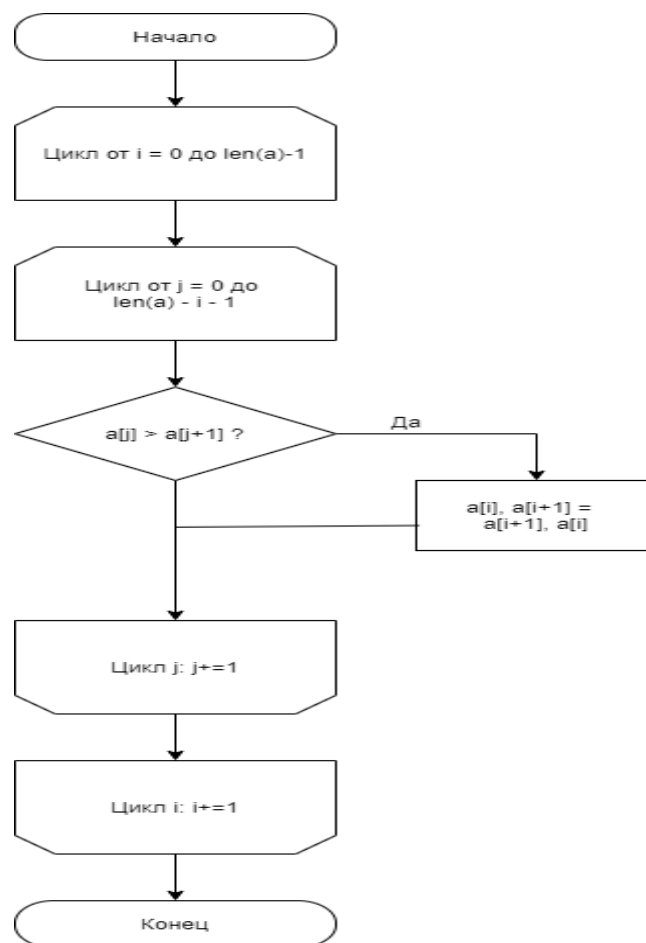 Начало
Цикл от i = 0 до len(a)-1
Цикл от j = 0 до
len(a) - i - 1
a[j] > a[j+1] ?
Да
a[i], a[i+1] =
a[i+1], a[i]
Цикл j: j+=1
Цикл i: i+=1
Конец